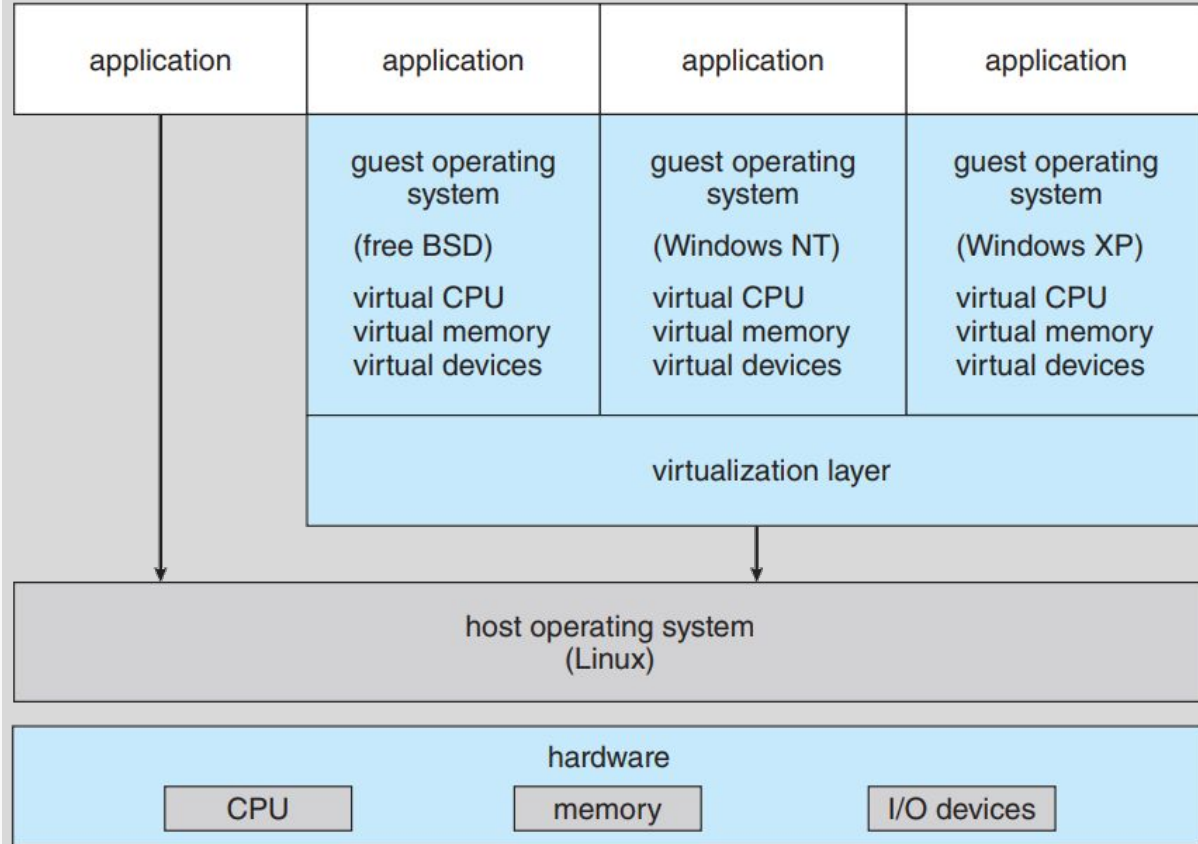 application
application
application
application
guest operating
system
(free BSD)
virtual CPU
virtual memory
virtual devices
guest operating
system
(Windows NT)
virtual CPU
virtual memory
virtual devices
guest operating
system
(Windows XP)
virtual CPU
virtual memory
virtual devices
virtualization layer
host operating system
(Linux)
hardware
CPU
memory
I/O devices